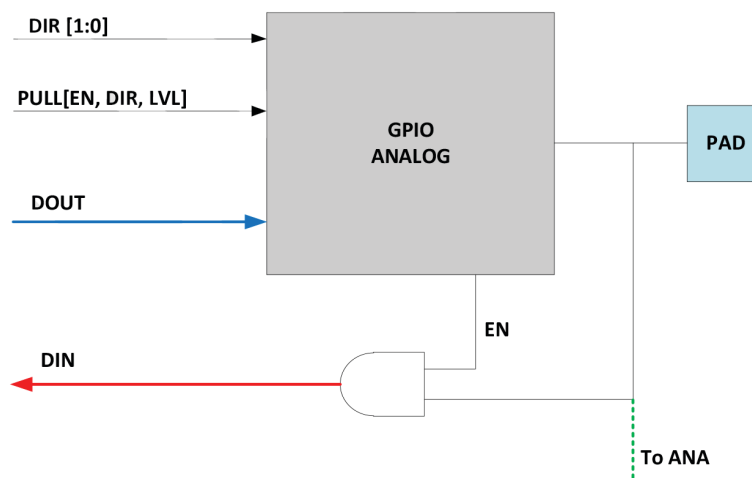 DIR [1:0]
PULL[EN, DIR, LVL]
GPIO
ANALOG
PAD
DOUT
EN
DIN
To ANA